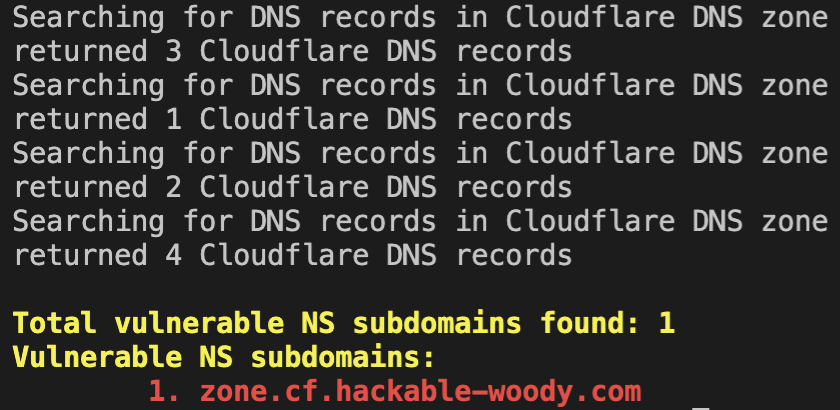 Searching for DNS records in Cloudflare DNS zone
returned 3 Cloudflare DNS records
Searching for DNS records in Cloudflare DNS zone
returned 1 Cloudflare DNS records
Searching for DNS records in Cloudflare DNS zone
returned 2 Cloudflare DNS records
Searching for DNS records in Cloudflare DNS zone
returned 4 Cloudflare DNS records
Total vulnerable NS subdomains found: 1
Vulnerable NS subdomains:
1. zone.cf.hackable-woody.com